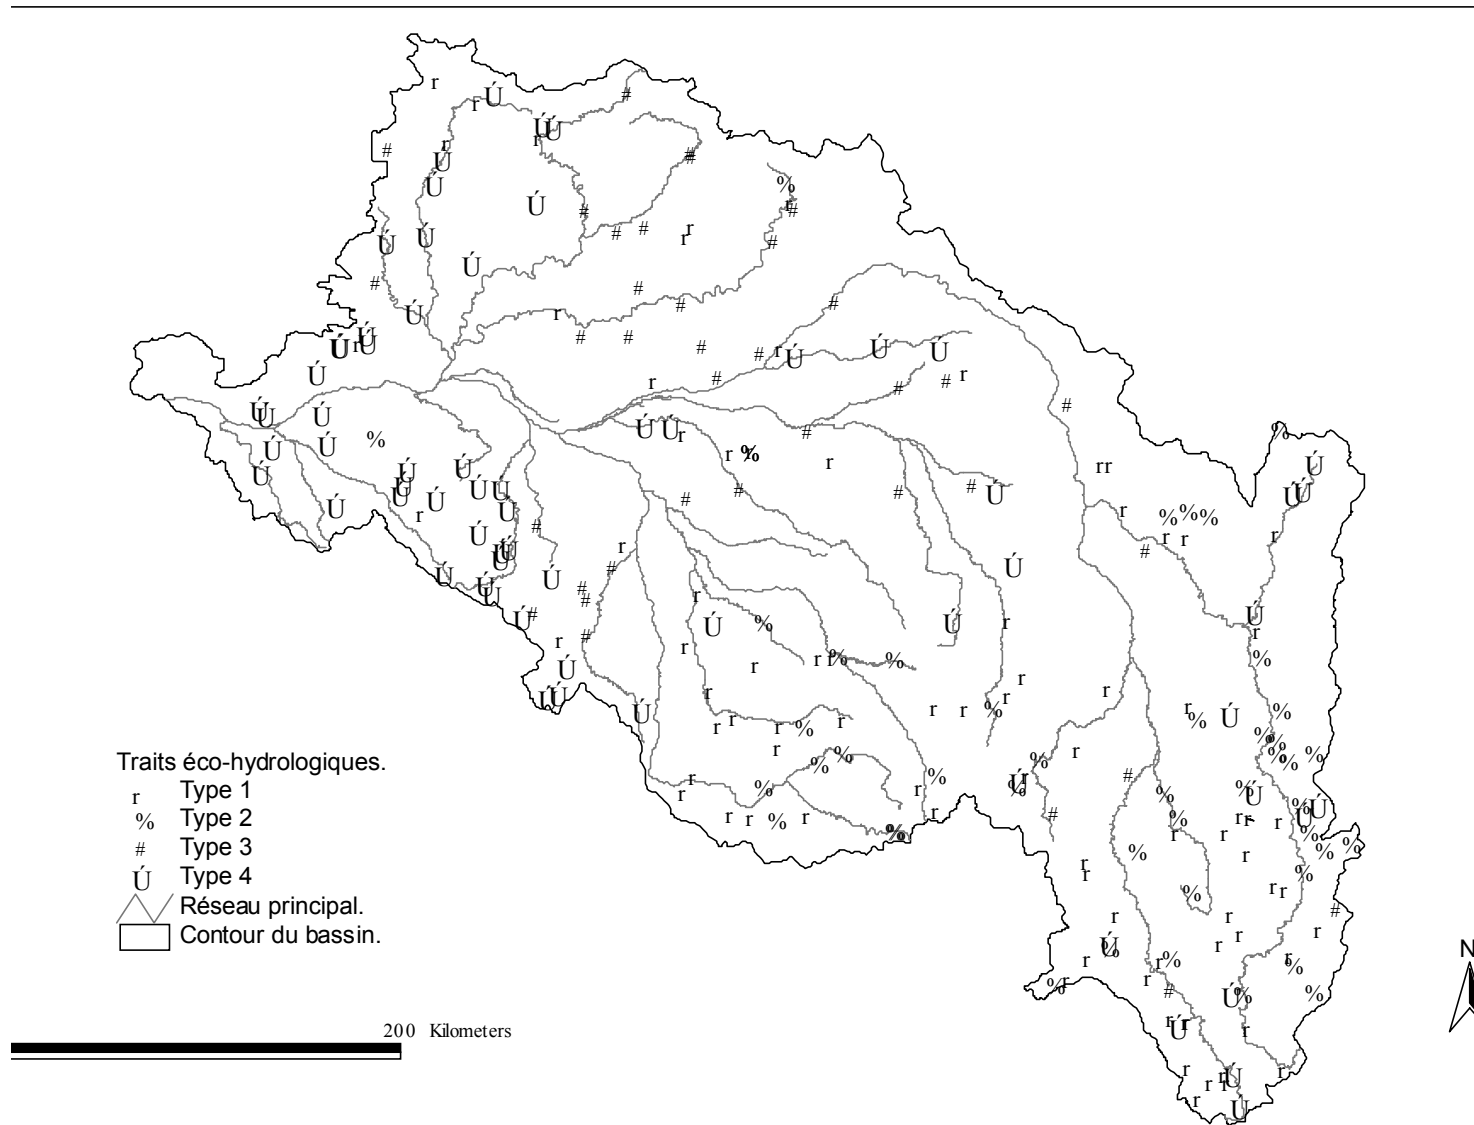 Traits éco-hydrologiques.
r Type 1
% Type 2
# Type 3
Ú Type 4
Réseau principal.
Contour du bassin.
N
200 Kilometers